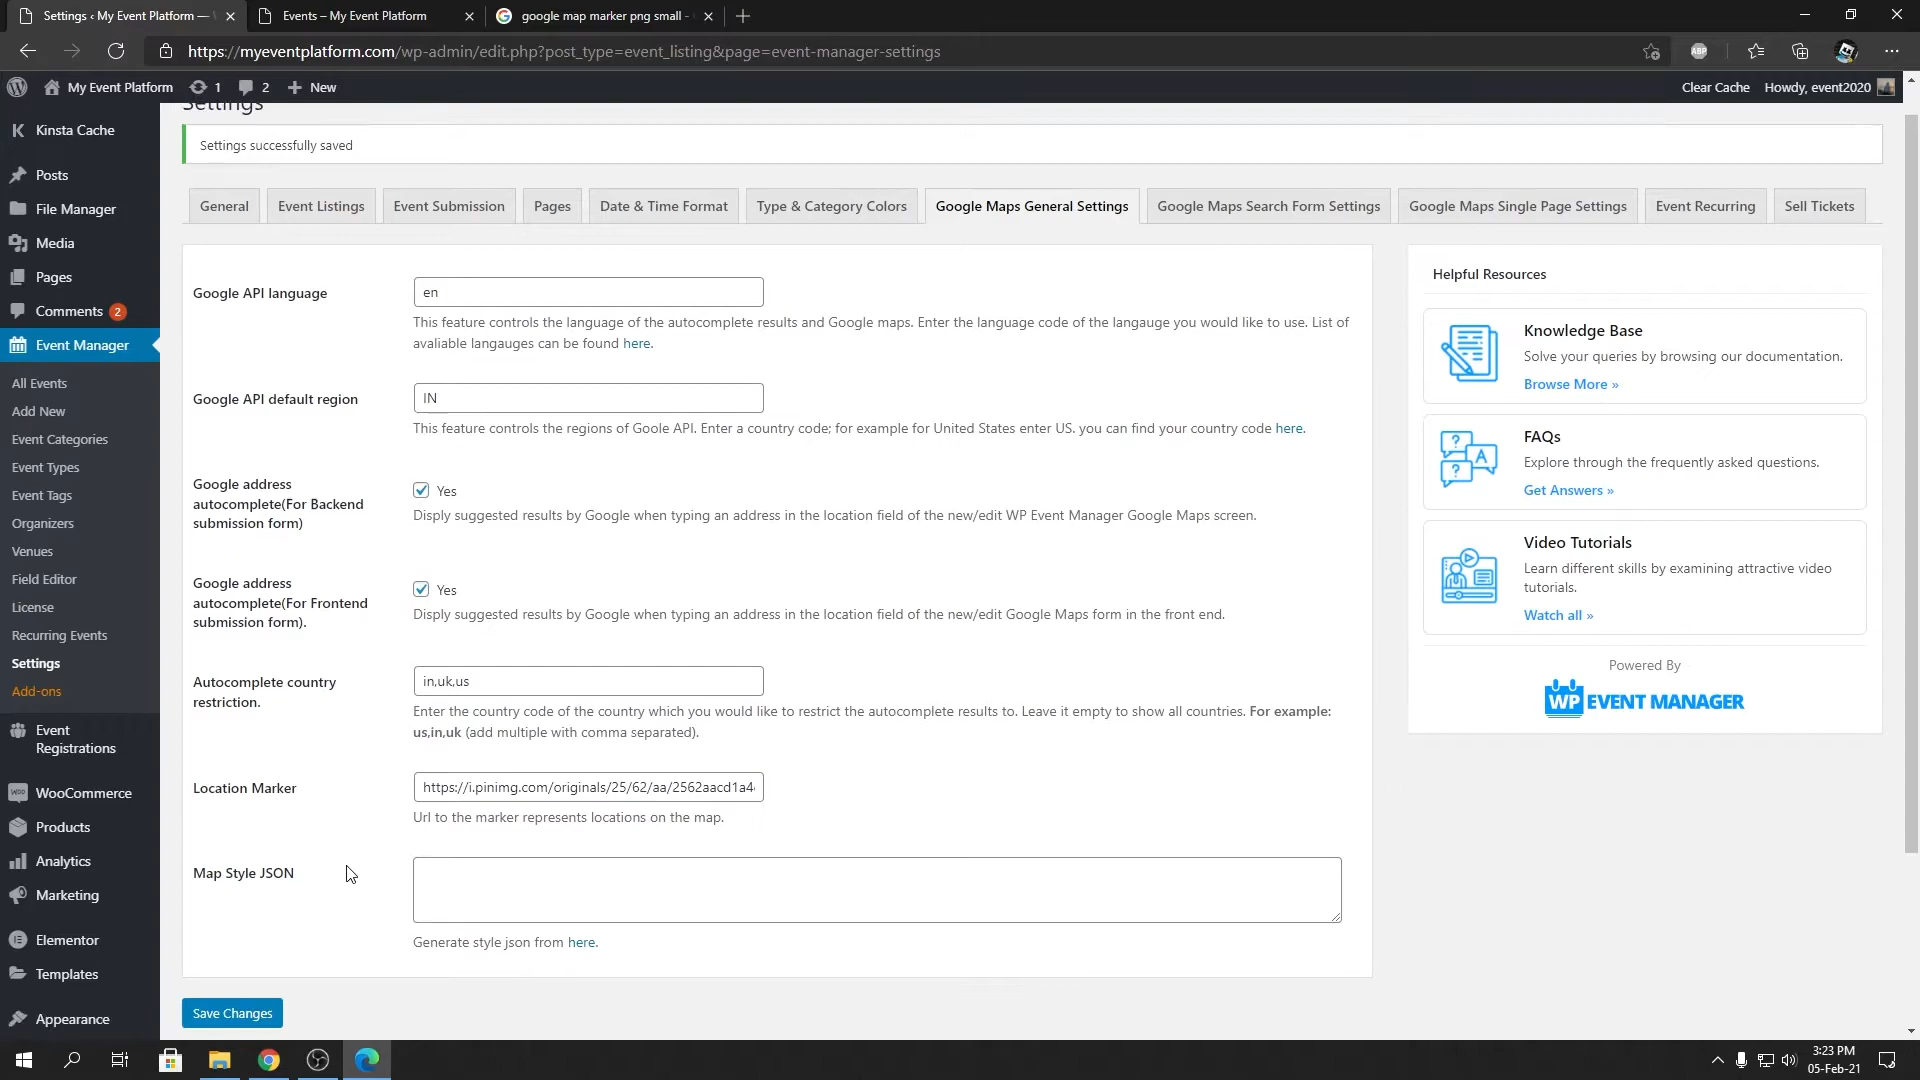 Settings ‹ My Event Platform —
Events – My Event Platform
google map marker png small -
https://myeventplatform.com/wp-admin/edit.php?post_type=event_listing&page=event-manager-settings
ABP
My Event Platform
1
2
New
Clear Cache
Howdy, event2020
Kinsta Cache
Posts
File Manager
Media
Pages
Comments 2
Event Manager
All Events
Add New
Event Categories
Event Types
Event Tags
Organizers
Venues
Field Editor
License
Recurring Events
Settings
Add-ons
Event
Registrations
WooCommerce
Products
Analytics
Marketing
Elementor
Templates
Appearance
Settings
Settings successfully saved
General
Event Listings
Event Submission
Pages
Date & Time Format
Type & Category Colors
Google Maps General Settings
Google Maps Search Form Settings
Google Maps Single Page Settings
Event Recurring
Sell Tickets
Google API language
en
This feature controls the language of the autocomplete results and Google maps. Enter the language code of the langauge you would like to use. List of
avaliable langauges can be found here.
Google API default region
IN
This feature controls the regions of Goole API. Enter a country code; for example for United States enter US. you can find your country code here.
Google address
autocomplete(For Backend
submission form)
Yes
Disply suggested results by Google when typing an address in the location field of the new/edit WP Event Manager Google Maps screen.
Google address
autocomplete(For Frontend
submission form).
Yes
Disply suggested results by Google when typing an address in the location field of the new/edit Google Maps form in the front end.
Autocomplete country
restriction.
in,uk,us
Enter the country code of the country which you would like to restrict the autocomplete results to. Leave it empty to show all countries. For example:
us,in,uk (add multiple with comma separated).
Location Marker
https://i.pinimg.com/originals/25/62/aa/2562aacd1a4
Url to the marker represents locations on the map.
Map Style JSON
Generate style json from here.
Save Changes
Helpful Resources
Knowledge Base
Solve your queries by browsing our documentation.
Browse More »
FAQs
Explore through the frequently asked questions.
Get Answers »
Video Tutorials
Learn different skills by examining attractive video
tutorials.
Watch all »
Powered By
WP EVENT MANAGER
3:23 PM
05-Feb-21